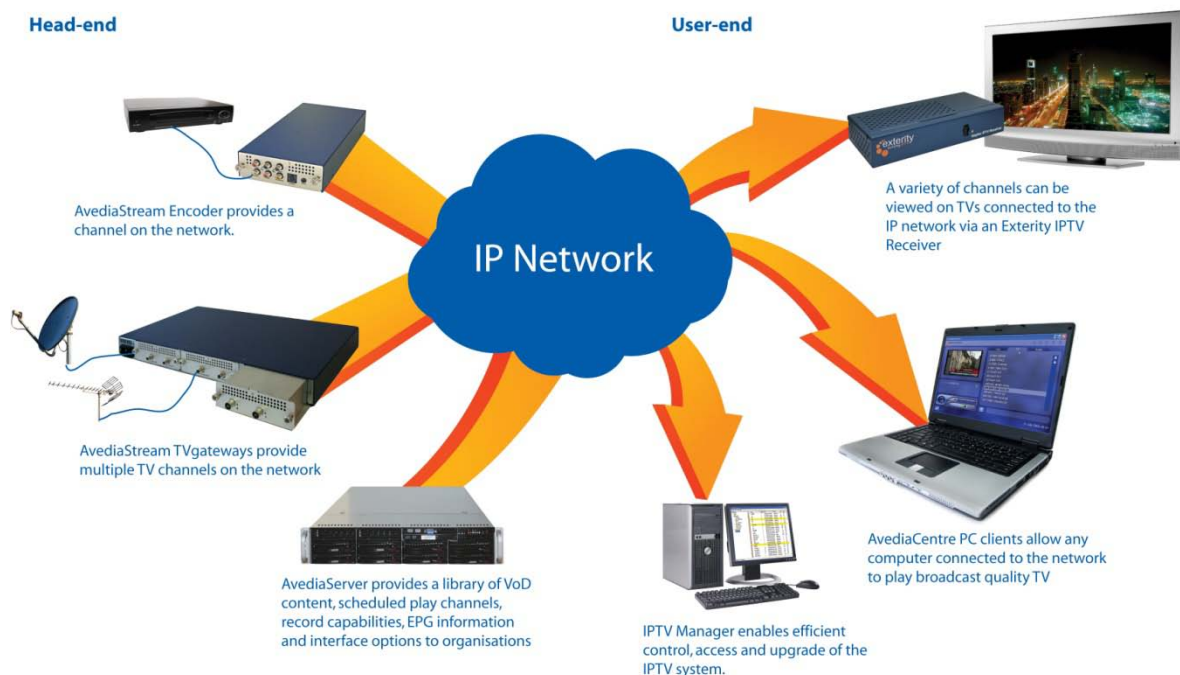 Head-end
User-end
AvediaStream Encoder provides a
channel on the network.
exterity
A variety of channels can be
viewed on TVs connected to the
IP network via an Exterity IPTV
Receiver
IP Network
AvediaStream TVgateways provide
multiple TV channels on the network
AvediaServer provides a library of VoD
content, scheduled play channels,
record capabilities, EPG information
and interface options to organisations
IPTV Manager enables efficient
control, access and upgrade of the
IPTV system.
AvediaCentre PC clients allow any
computer connected to the network
to play broadcast quality TV